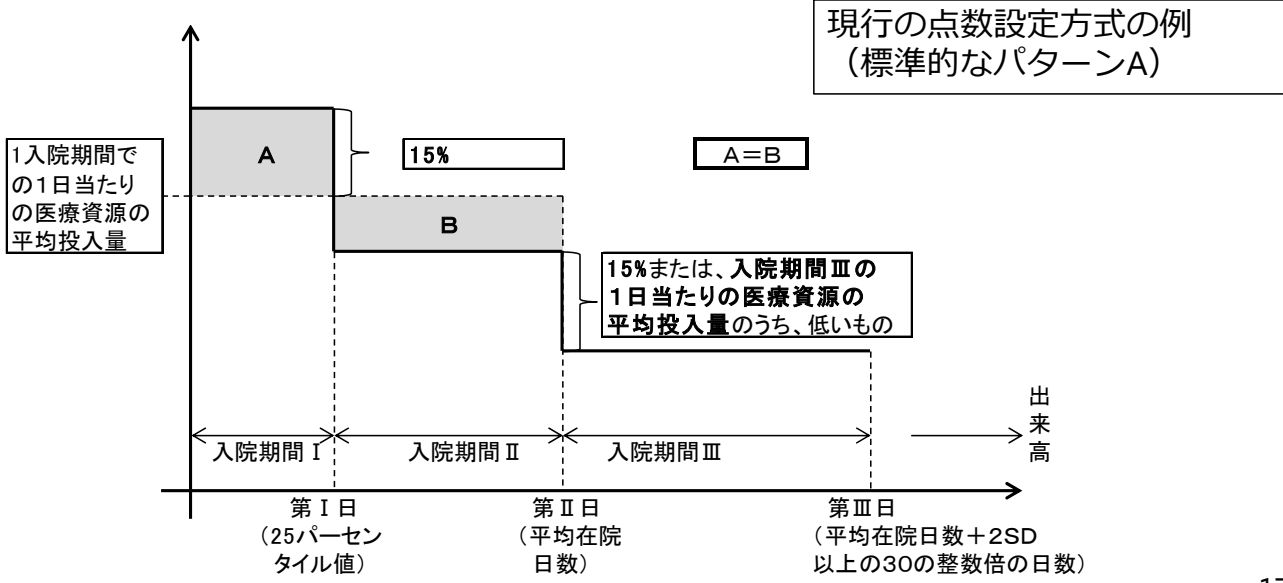 現行の点数設定方式の例
（標準的なパターンA）
1入院期間で
の1日当たり
の医療資源の
平均投入量
A
15%
A＝B
B
15%または、入院期間Ⅲの
1日当たりの医療資源の
平均投入量のうち、低いもの
入院期間Ⅰ
入院期間Ⅱ
入院期間Ⅲ
出
来
高
第Ⅰ日
（25パーセン
タイル値）
第Ⅱ日
（平均在院
日数）
第Ⅲ日
（平均在院日数＋2SD
以上の30の整数倍の日数）